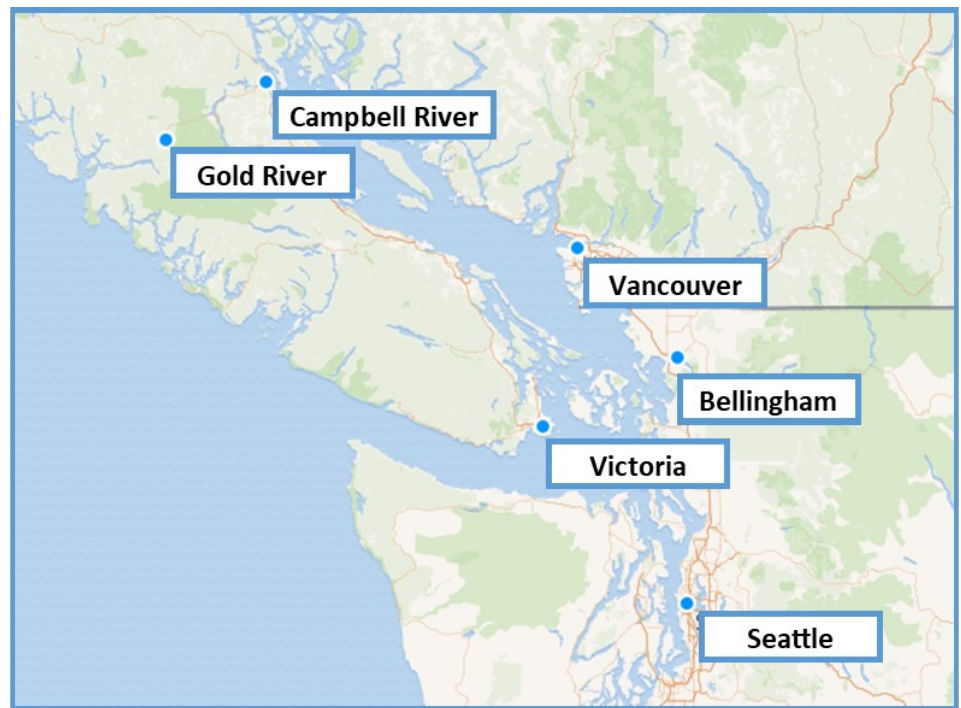 Campbell River
Gold River
Vancouver
Bellingham
Victoria
Seattle